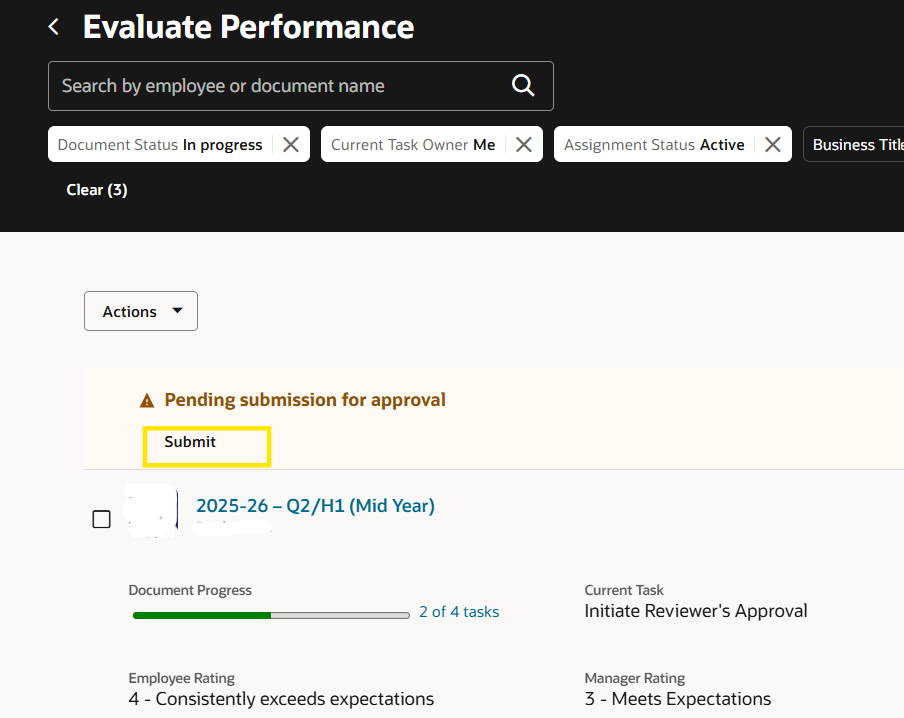 Evaluate Performance
Search by employee or document name
Document Status In progress Current Task Owner Me Assignment Status Active Business Title
Clear (3)
Actions
Pending submission for approval
Submit
2025-26 – Q2/H1 (Mid Year)
Document Progress Current Task
2 of 4 tasks Initiate Reviewer's Approval
Employee Rating Manager Rating
4 - Consistently exceeds expectations 3 - Meets Expectations